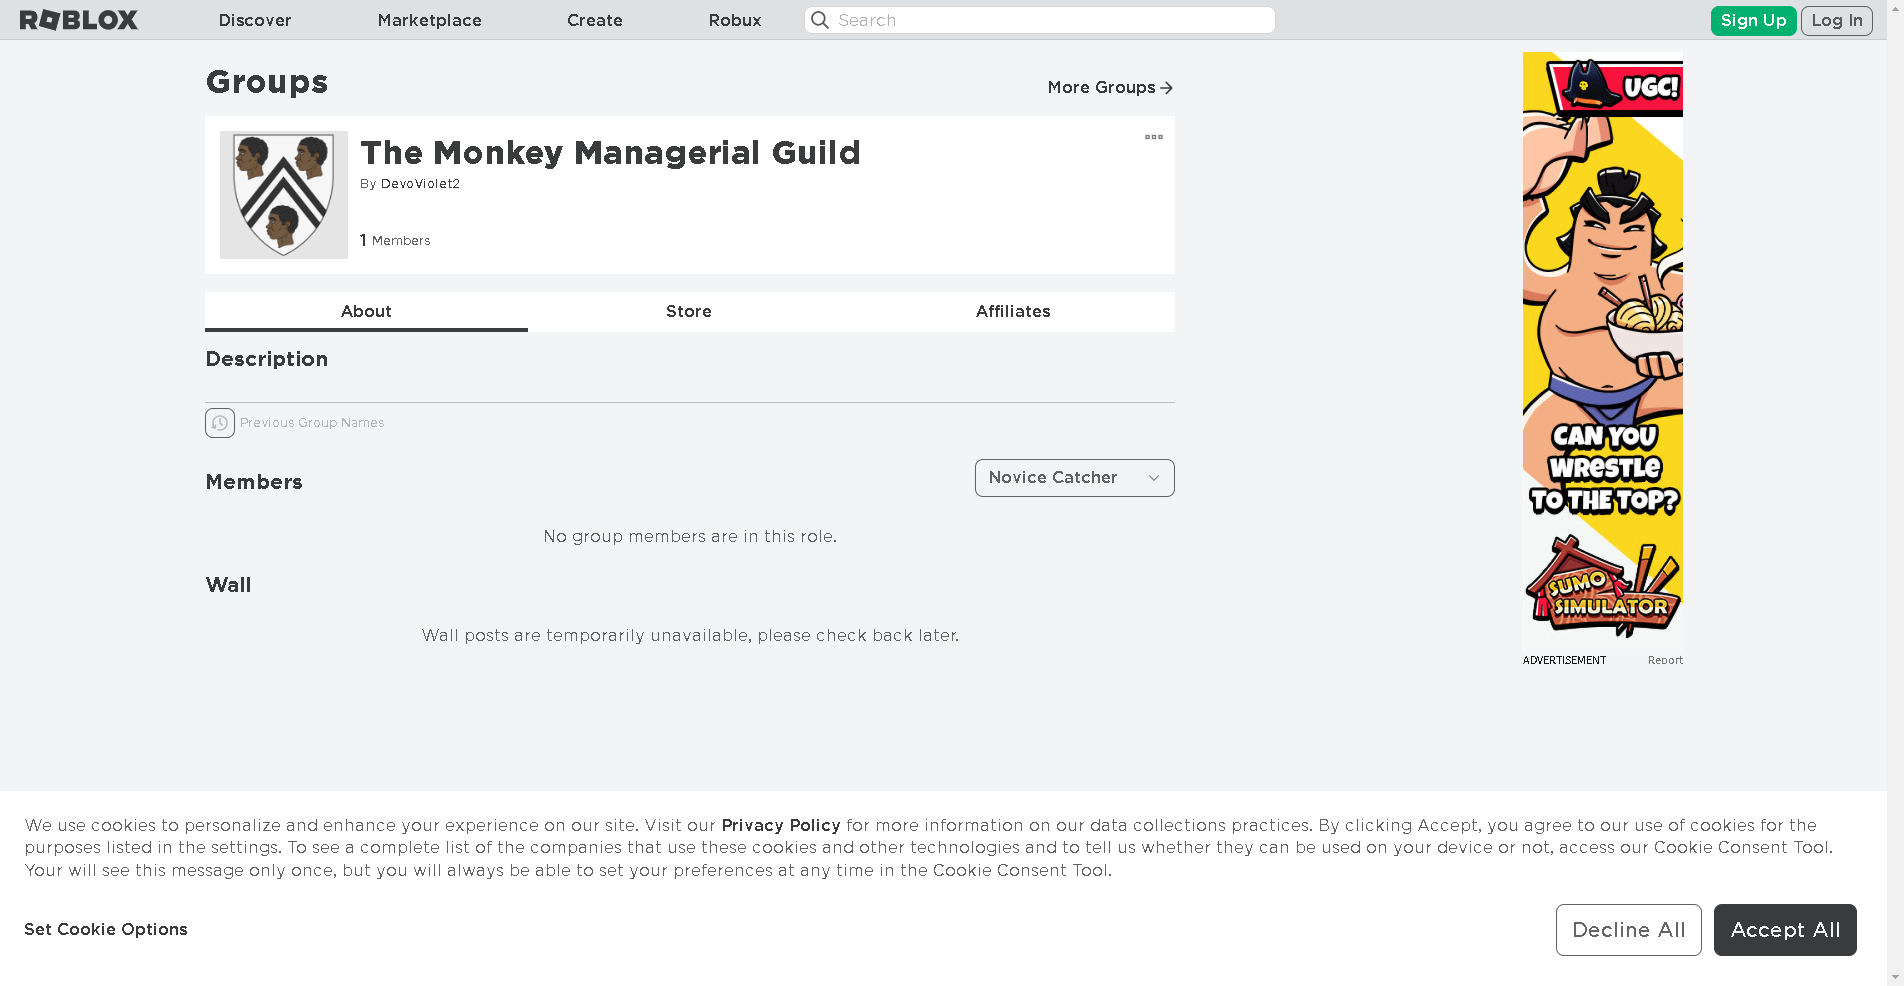 ROBLOX Discover Marketplace Create Robux Search Sign Up Log In
Groups
More Groups
The Monkey Managerial Guild
By DevoViolet2
1 Members
About Store Affiliates
Description
Previous Group Names
Members
Novice Catcher
No group members are in this role.
Wall
Wall posts are temporarily unavailable, please check back later.
UGC!
CAN YOU
WRESTLE
TO THE TOP?
SUMO
SIMULATOR
ADVERTISEMENT Report
We use cookies to personalize and enhance your experience on our site. Visit our Privacy Policy for more information on our data collections practices. By clicking Accept, you agree to our use of cookies for the
purposes listed in the settings. To see a complete list of the companies that use these cookies and other technologies and to tell us whether they can be used on your device or not, access our Cookie Consent Tool.
Your will see this message only once, but you will always be able to set your preferences at any time in the Cookie Consent Tool.
Set Cookie Options
Decline All
Accept All